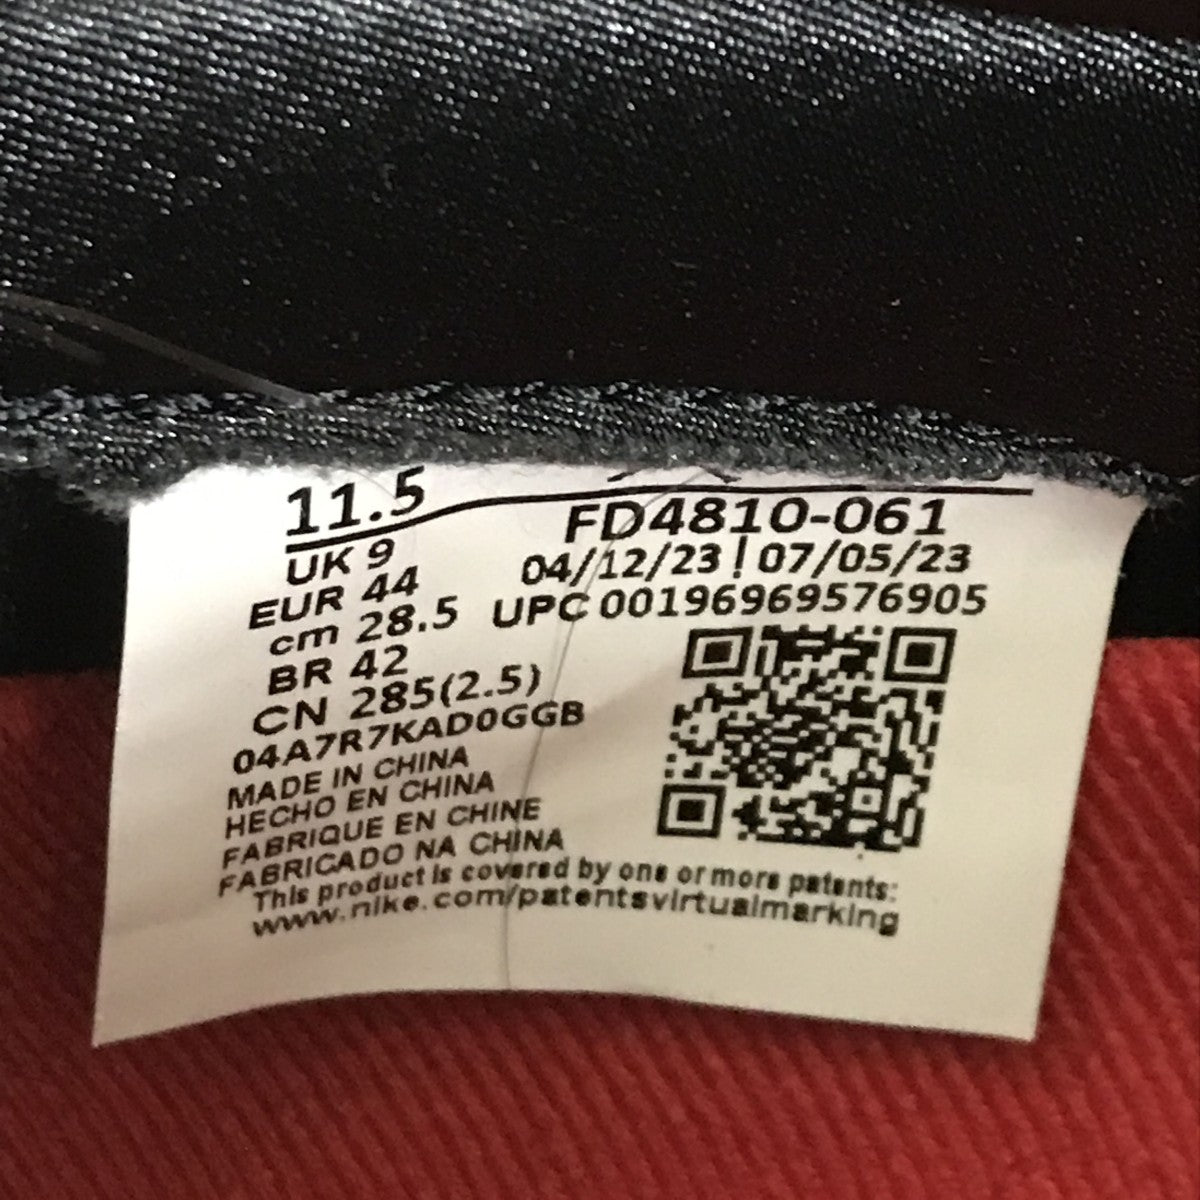 11.5
UK 9
EUR 44
cm 28.5
BR 42
CN 285(2.5)
FD4810-061
04/12/23 ! 07/05/23
UPC 00196969576905
04A7R7KAD0GGB
MADE IN CHINA
HECHO EN CHINA
FABRIQUE EN CHINE
FABRICADO NA CHINA
This product is covered by one or more patents:
www.nike.com/patentsvirtualmarking